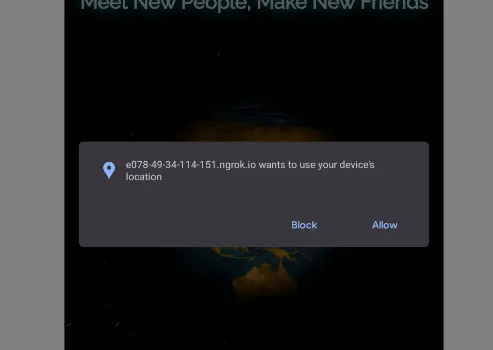 Meet New People, Make New Friends
e078-49-34-114-151.ngrok.io wants to use your device's
location
Block Allow